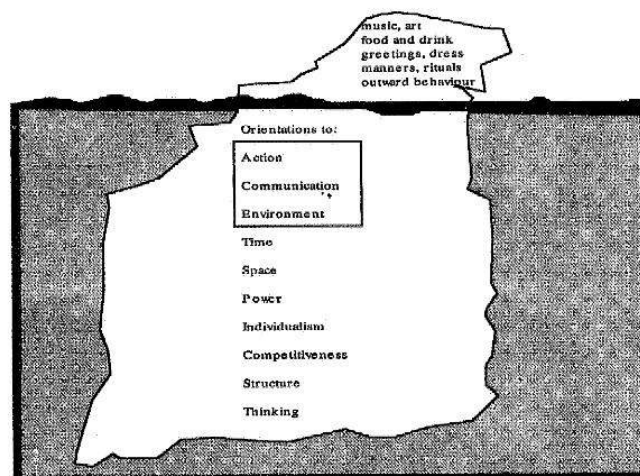 music, art
food and drink
greetings, dress
manners, rituals
outward behaviour
Orientations to:
Action
Communication
Environment
Time
Space
Power
Individualism
Competitiveness
Structure
Thinking